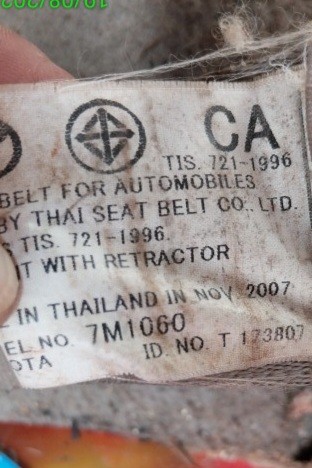 CA
TIS. 721-1996
BELT FOR AUTOMOBILES
BY THAI SEAT BELT CO., LTD.
TIS. 721-1996.
WITH RETRACTOR
IN THAILAND IN NOV 2007
NO. 7M1060
ID. NO. T 173807